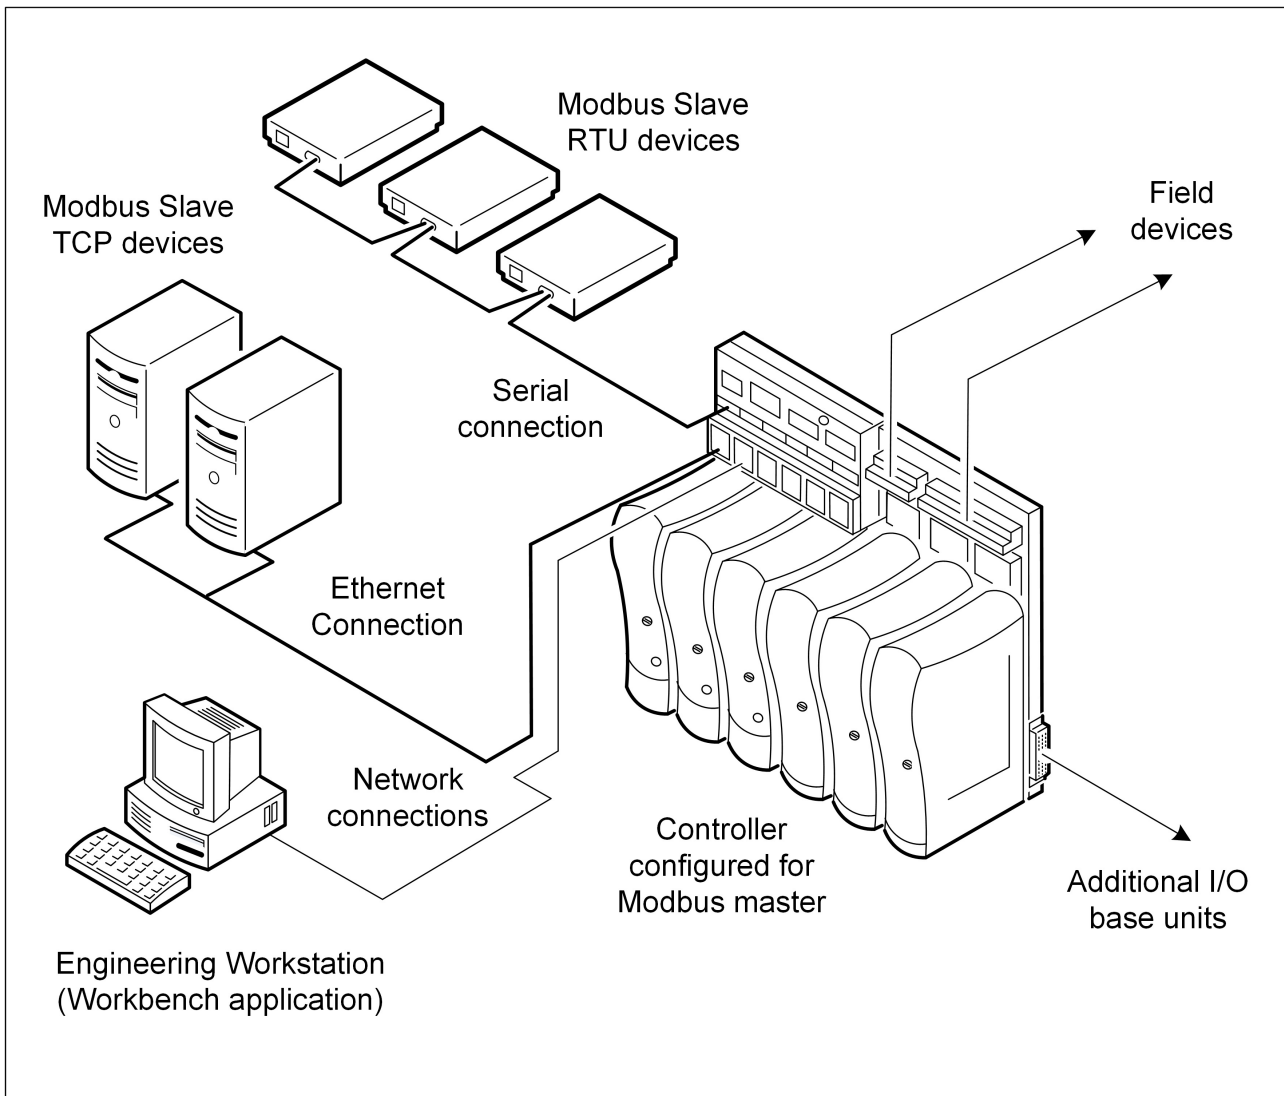 Modbus Slave
RTU devices
Field
devices
Modbus Slave
TCP devices
Serial
connection
Ethernet
Connection
Network
connections
Controller
configured for
Modbus master
Additional I/O
base units
Engineering Workstation
(Workbench application)